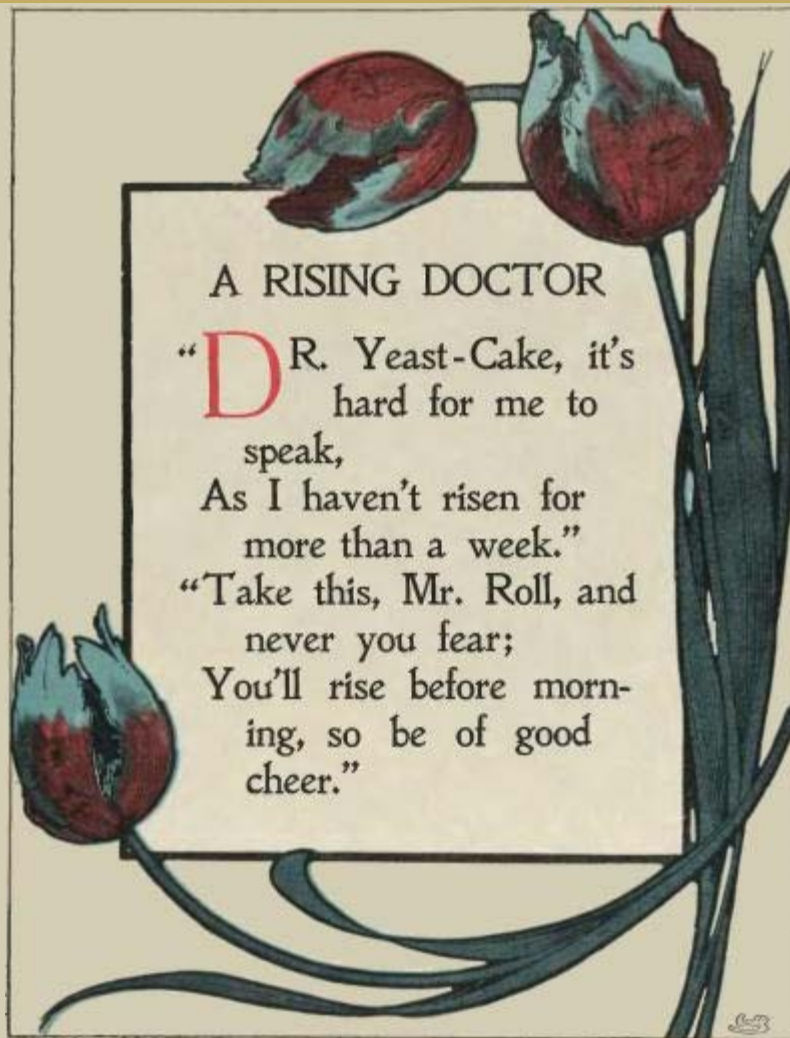 A RISING DOCTOR
“DR. Yeast-Cake, it's
hard for me to
speak,
As I haven't risen for
more than a week.”
“Take this, Mr. Roll, and
never you fear;
You'll rise before morn-
ing, so be of good
cheer.”